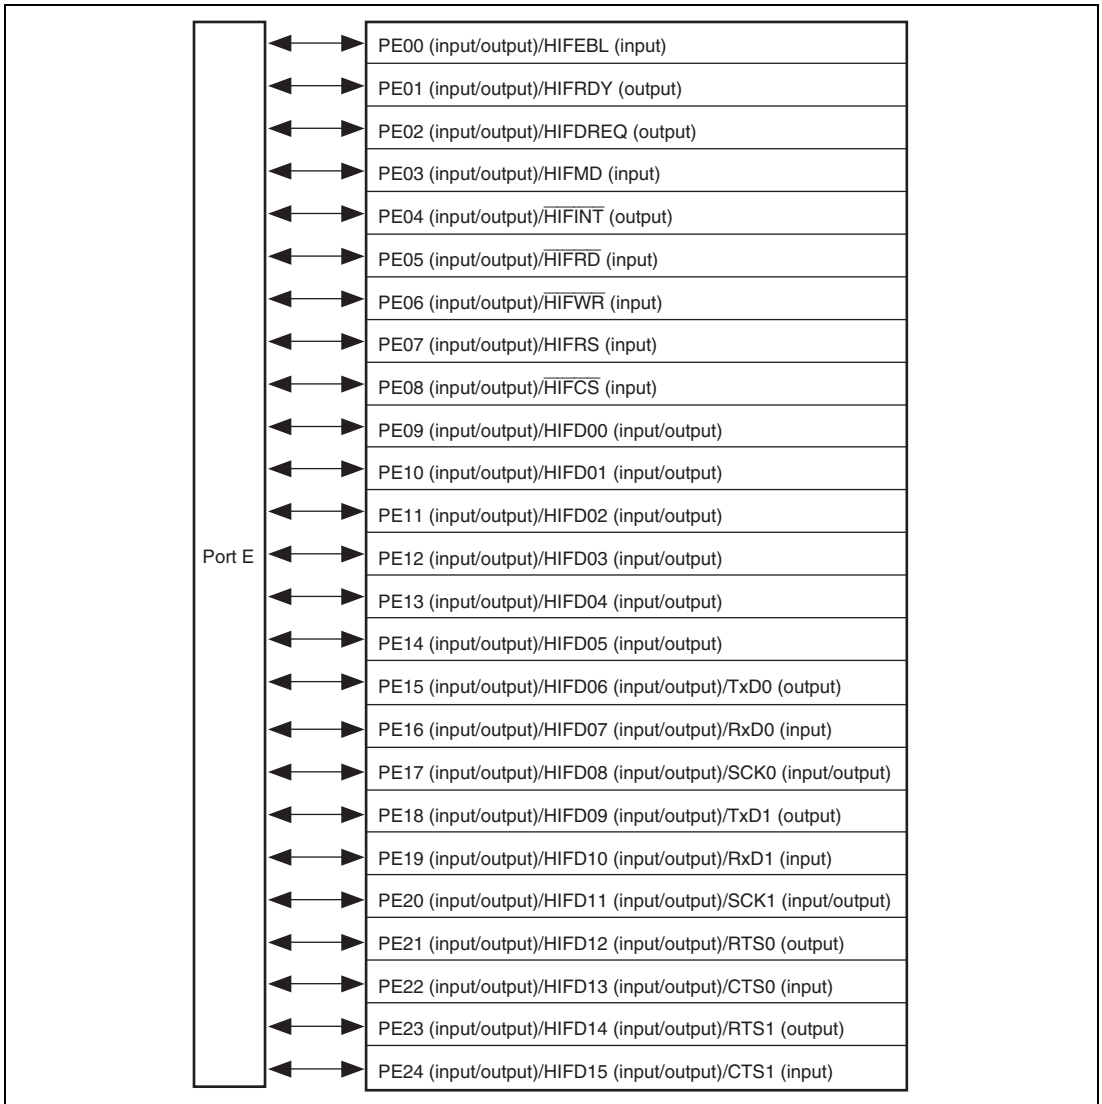 PE00 (input/output)/HIFEBL (input)
PE01 (input/output)/HIFRDY (output)
PE02 (input/output)/HIFDREQ (output)
PE03 (input/output)/HIFMD (input)
PE04 (input/output)/H̅I̅F̅I̅N̅T̅ (output)
PE05 (input/output)/H̅I̅F̅R̅D̅ (input)
PE06 (input/output)/H̅I̅F̅W̅R̅ (input)
PE07 (input/output)/HIFRS (input)
PE08 (input/output)/H̅I̅F̅C̅S̅ (input)
PE09 (input/output)/HIFD00 (input/output)
PE10 (input/output)/HIFD01 (input/output)
PE11 (input/output)/HIFD02 (input/output)
Port E
PE12 (input/output)/HIFD03 (input/output)
PE13 (input/output)/HIFD04 (input/output)
PE14 (input/output)/HIFD05 (input/output)
PE15 (input/output)/HIFD06 (input/output)/TxD0 (output)
PE16 (input/output)/HIFD07 (input/output)/RxD0 (input)
PE17 (input/output)/HIFD08 (input/output)/SCK0 (input/output)
PE18 (input/output)/HIFD09 (input/output)/TxD1 (output)
PE19 (input/output)/HIFD10 (input/output)/RxD1 (input)
PE20 (input/output)/HIFD11 (input/output)/SCK1 (input/output)
PE21 (input/output)/HIFD12 (input/output)/RTS0 (output)
PE22 (input/output)/HIFD13 (input/output)/CTS0 (input)
PE23 (input/output)/HIFD14 (input/output)/RTS1 (output)
PE24 (input/output)/HIFD15 (input/output)/CTS1 (input)